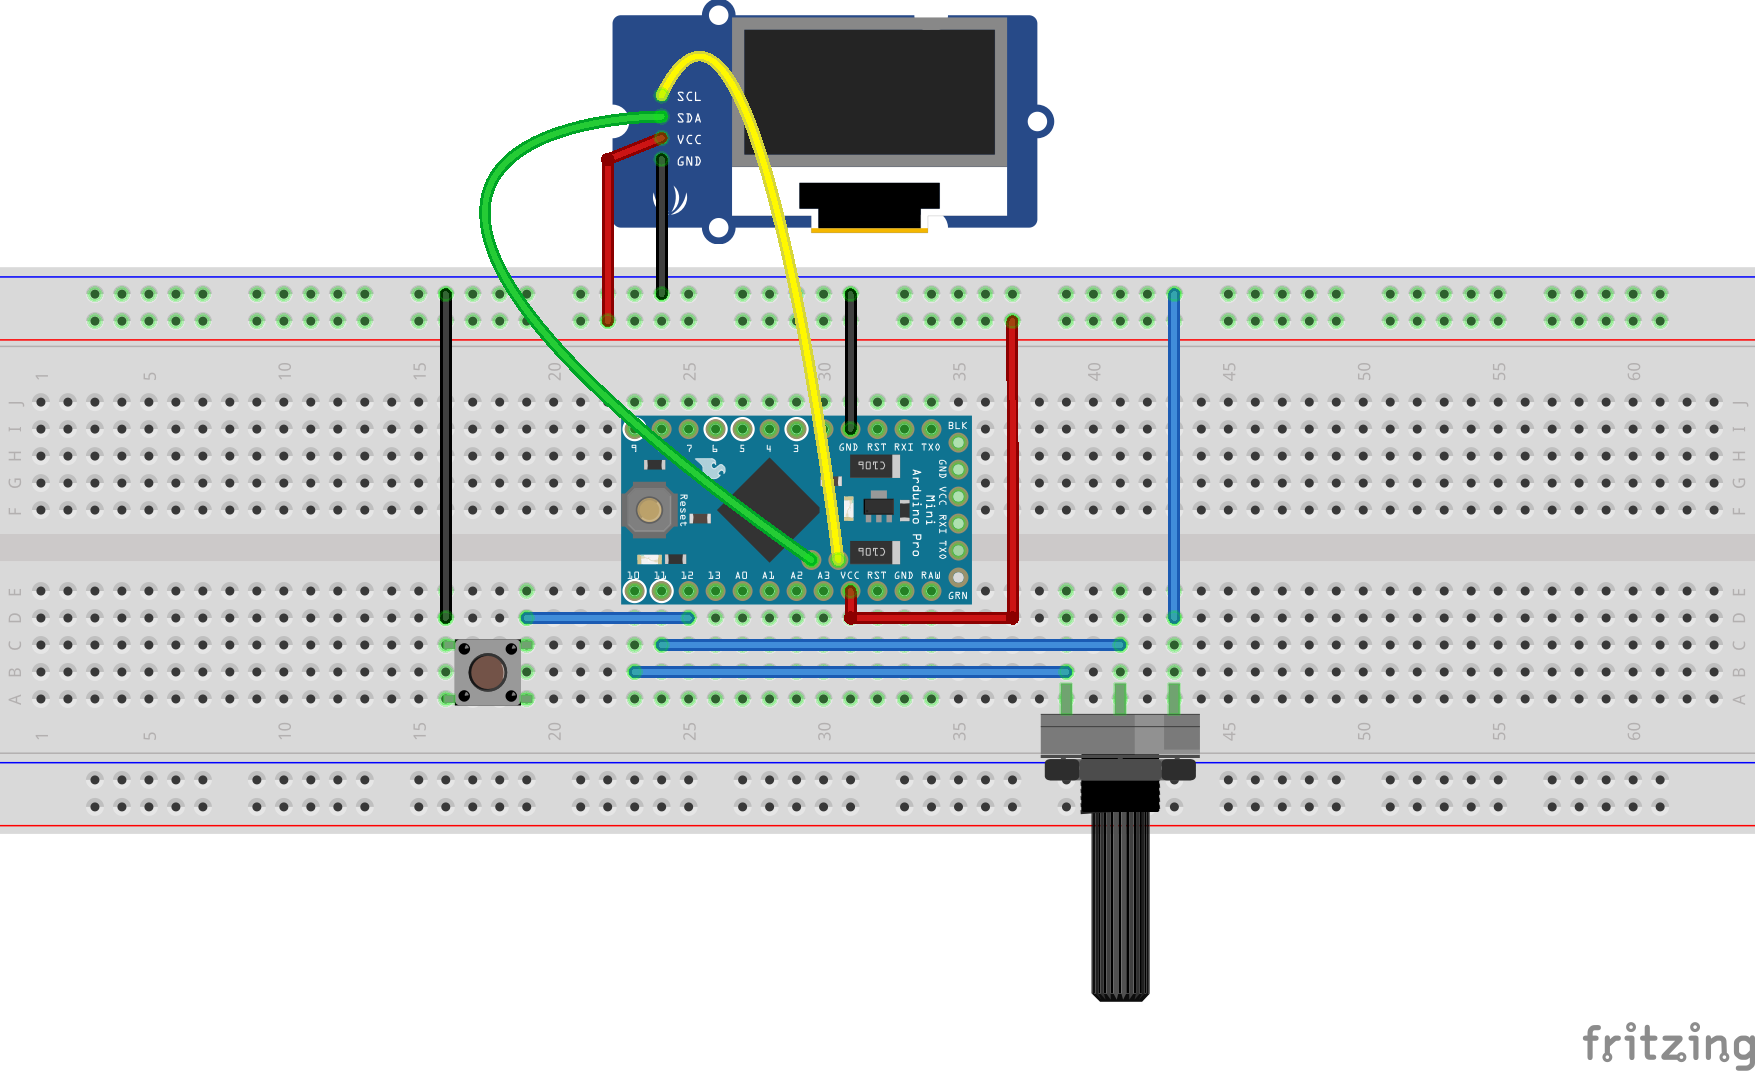 SCL
SDA
VCC
GND
1 5 10 15 20 25 30 35 40 45 50 55 60
J J
I I
H H
G G
F F
9 7 6 5 4 3 GND RST RXI TXO
BLK
GND VCC RXI TXO
GRN
Reset
Arduino Pro
Mini
C106
C106
10 11 12 13 A0 A1 A2 A3 VCC RST GND RAW
E E
D D
C C
B B
A A
1 5 10 15 20 25 30 35 45 50 55 60
fritzing